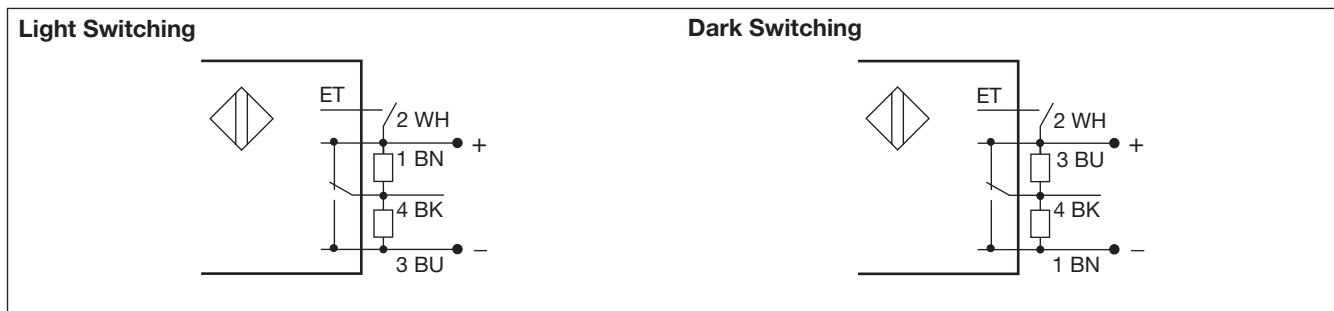 Light Switching
ET
2 WH
+
1 BN
4 BK
–
3 BU
Dark Switching
ET
2 WH
+
3 BU
4 BK
–
1 BN